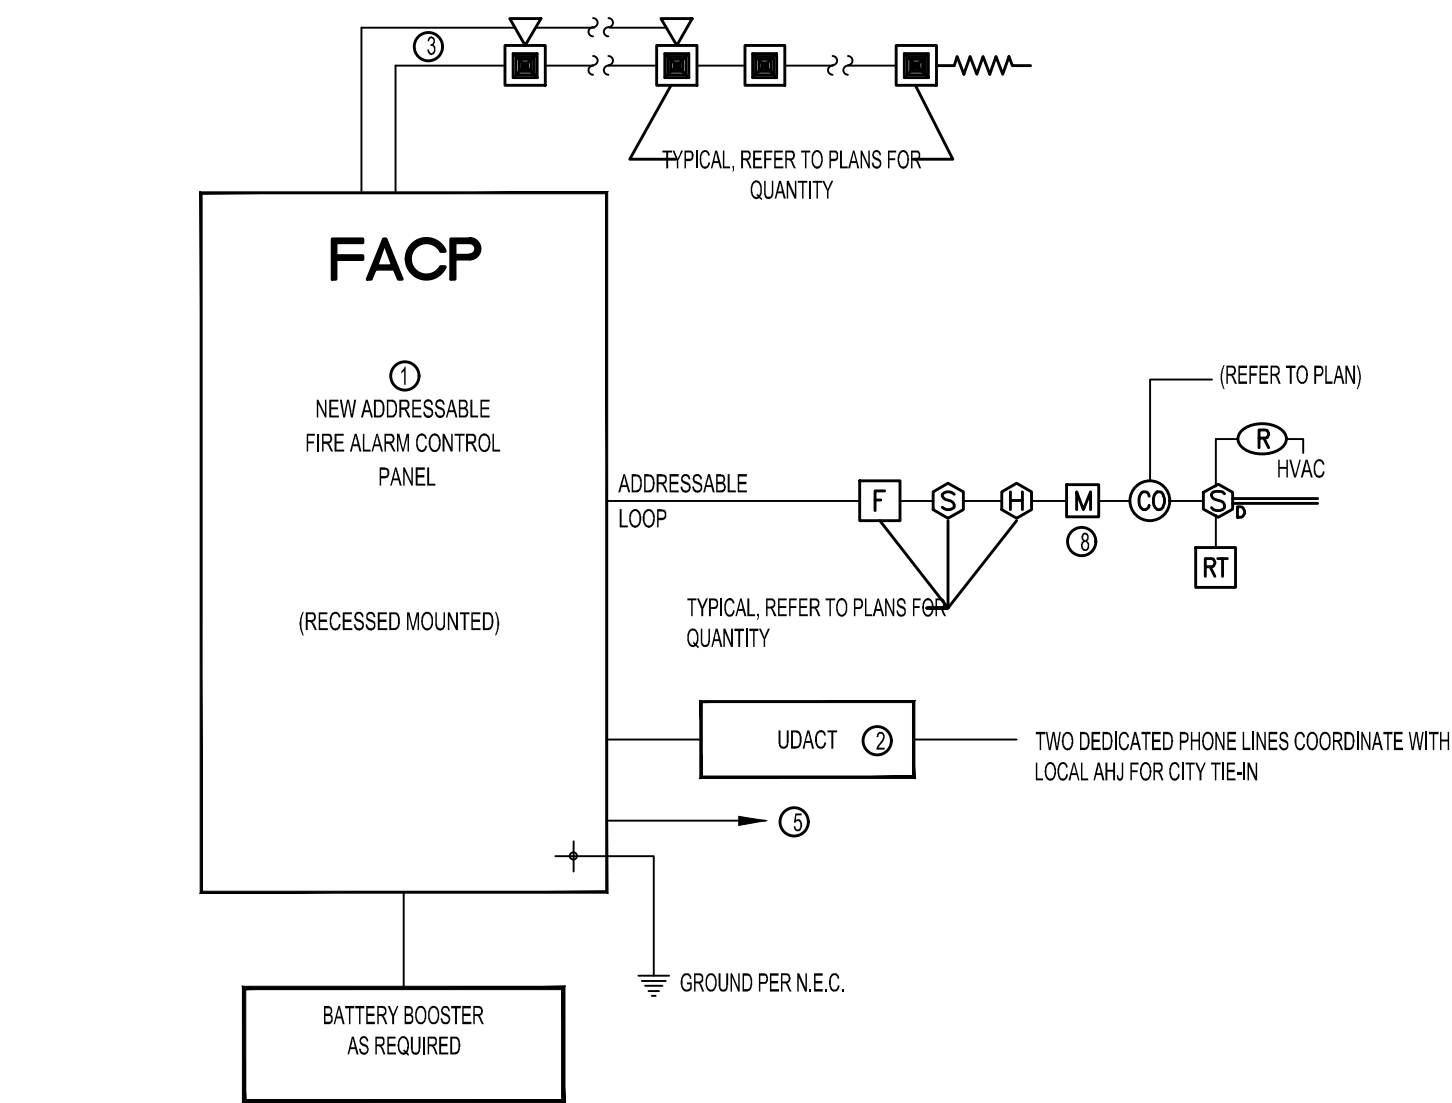 3
TYPICAL, REFER TO PLANS FOR
QUANTITY
FACP
1
NEW ADDRESSABLE
FIRE ALARM CONTROL
PANEL
(RECESSED MOUNTED)
(REFER TO PLAN)
R
HVAC
ADDRESSABLE
LOOP
F
S
H
M
CO
S
D
8
RT
TYPICAL, REFER TO PLANS FOR
QUANTITY
UDACT 2
TWO DEDICATED PHONE LINES COORDINATE WITH
LOCAL AHJ FOR CITY TIE-IN
5
GROUND PER N.E.C.
BATTERY BOOSTER
AS REQUIRED